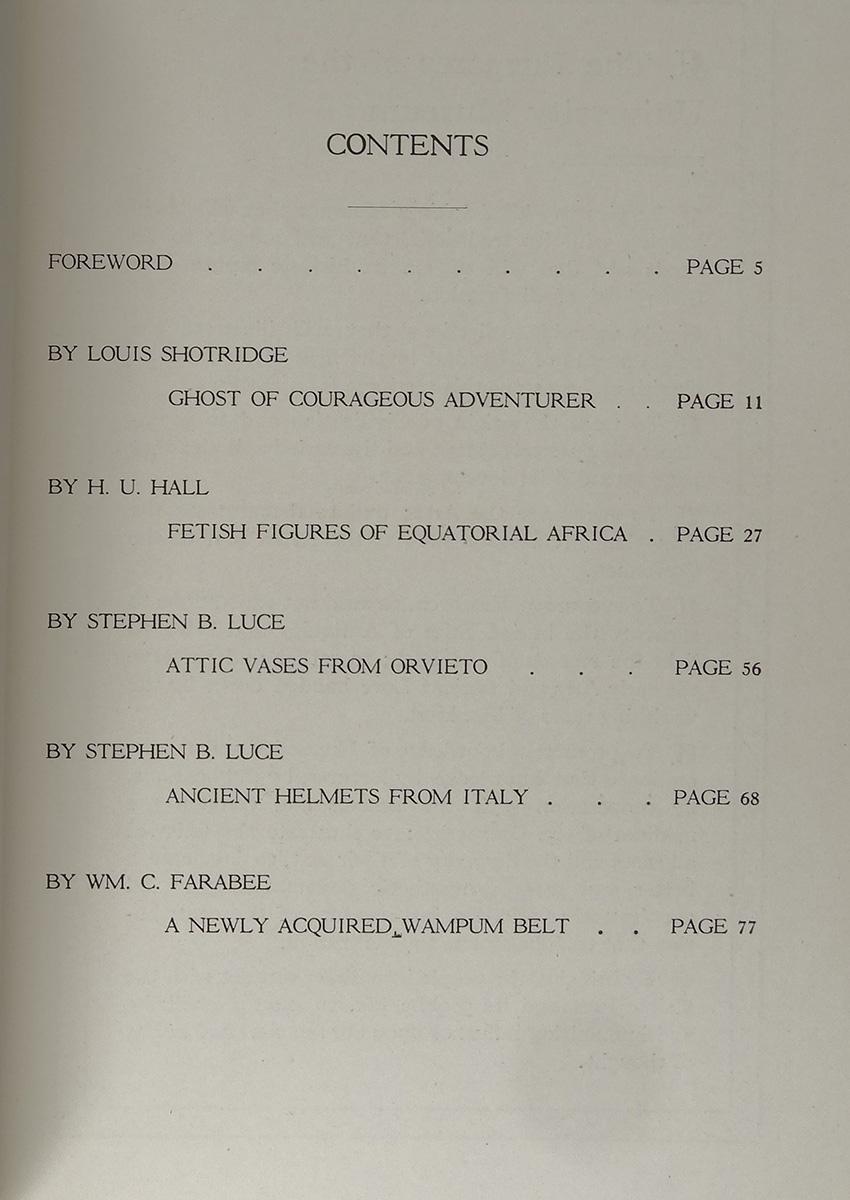 CONTENTS
FOREWORD . . . . . . . . . . PAGE 5
BY LOUIS SHOTRIDGE
GHOST OF COURAGEOUS ADVENTURER . . PAGE 11
BY H. U. HALL
FETISH FIGURES OF EQUATORIAL AFRICA . PAGE 27
BY STEPHEN B. LUCE
ATTIC VASES FROM ORVIETO . . . PAGE 56
BY STEPHEN B. LUCE
ANCIENT HELMETS FROM ITALY . . . PAGE 68
BY WM. C. FARABEE
A NEWLY ACQUIRED WAMPUM BELT . . PAGE 77